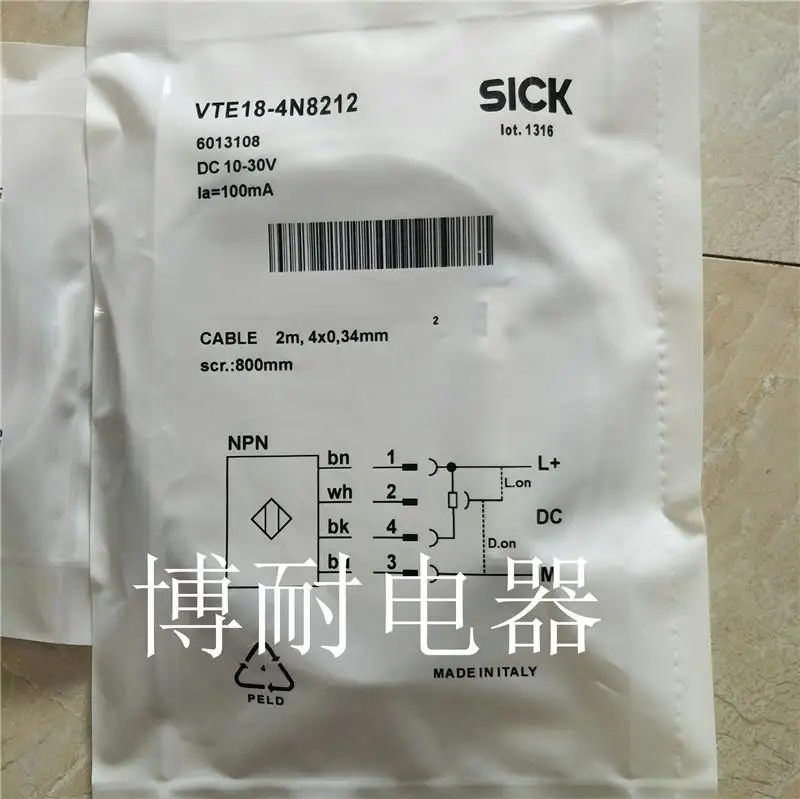 VTE18-4N8212
SICK
lot. 1316
6013108
DC 10-30V
Ia=100mA
CABLE 2m, 4x0,34mm 2
scr.:800mm
NPN
bn 1 L+
L.on
wh 2
DC
bk 4
D.on
3 M
博耐电器
4
PELD
MADE IN ITALY